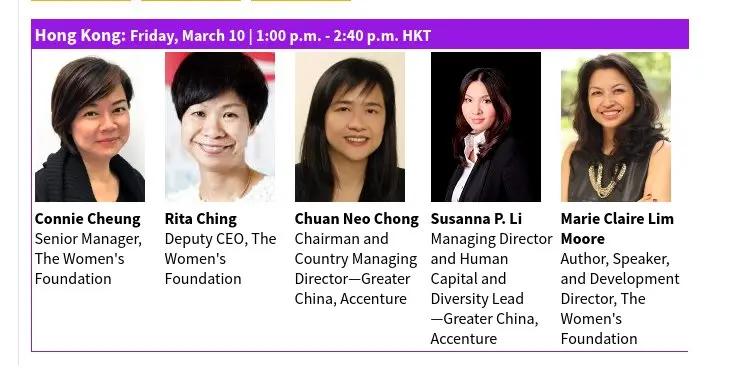 Hong Kong: Friday, March 10 | 1:00 p.m. - 2:40 p.m. HKT
Connie Cheung
Senior Manager,
The Women's
Foundation
Rita Ching
Deputy CEO, The
Women's
Foundation
Chuan Neo Chong
Chairman and
Country Managing
Director—Greater
China, Accenture
Susanna P. Li
Managing Director
and Human
Capital and
Diversity Lead
—Greater China,
Accenture
Marie Claire Lim
Moore
Author, Speaker,
and Development
Director, The
Women's
Foundation